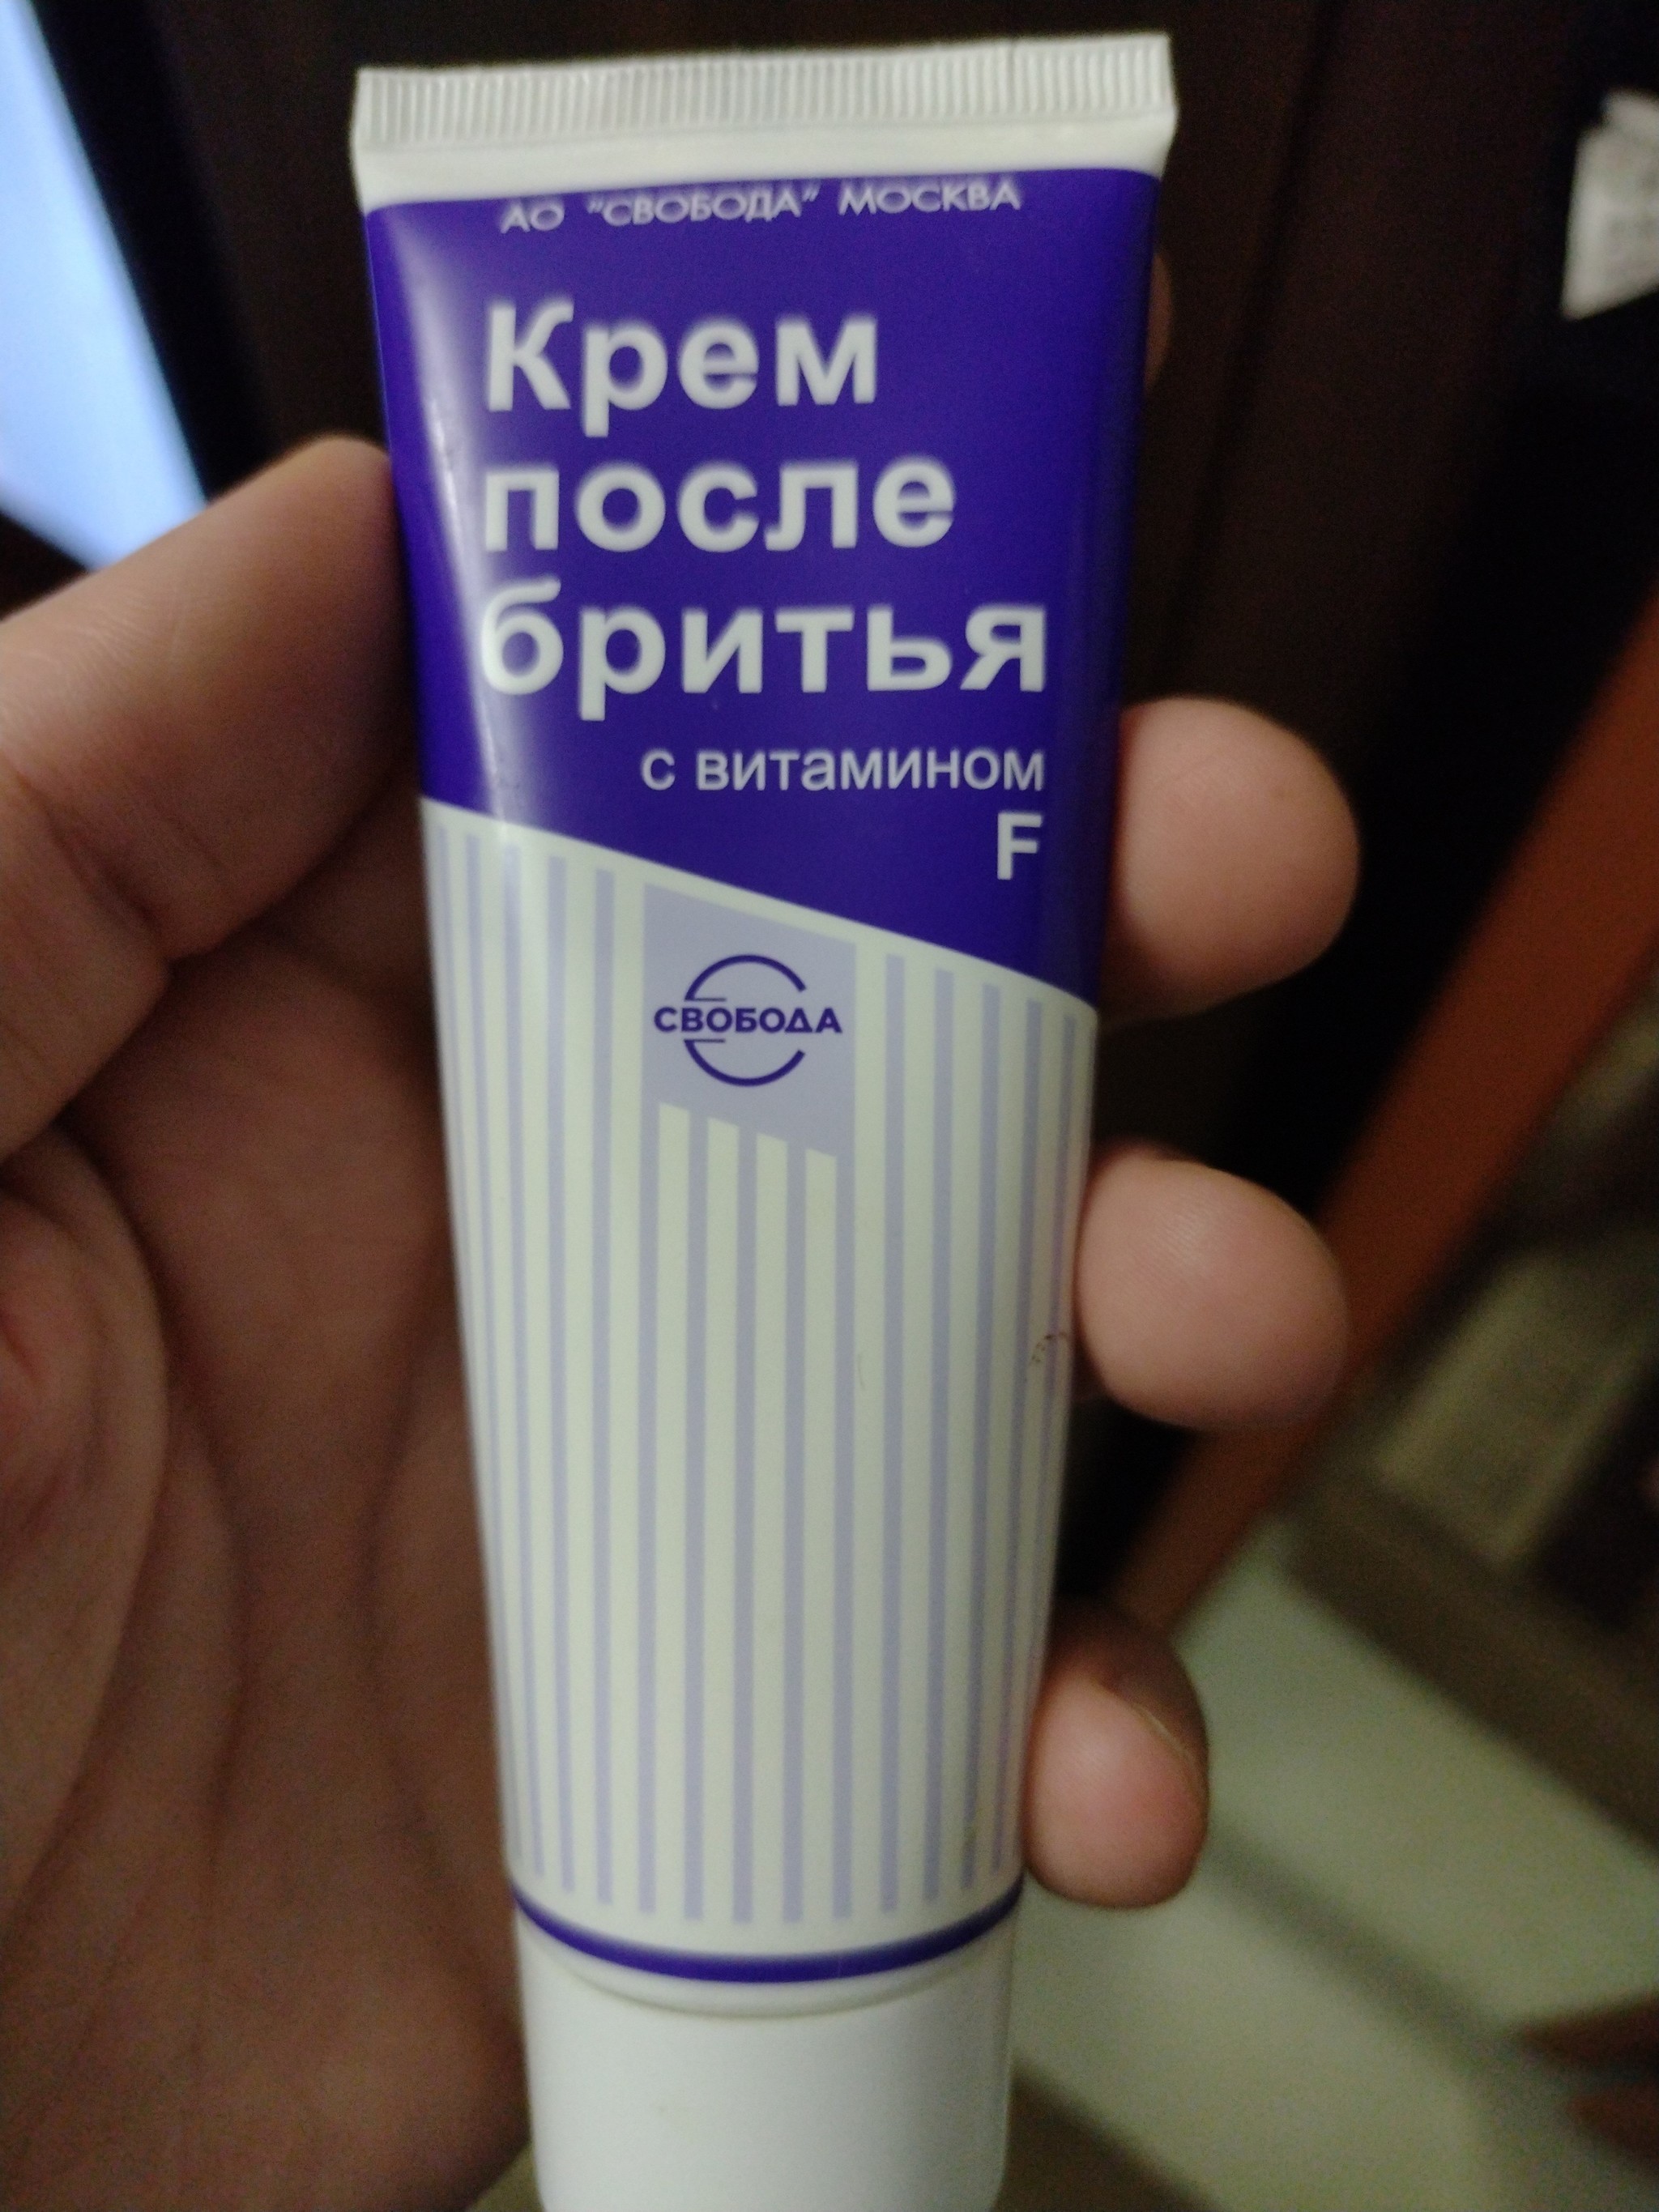 АО "СВОБОДА" МОСКВА
Крем
после
бритья
с витамином
F
СВОБОДА